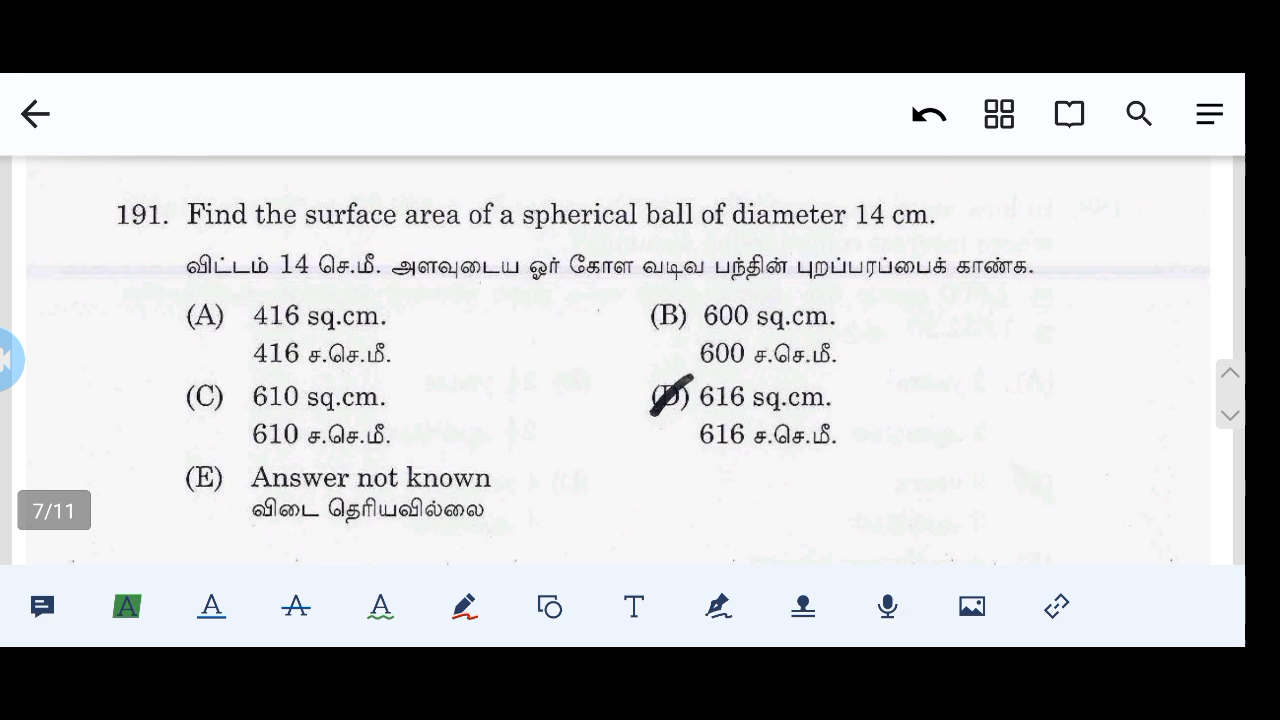 191. Find the surface area of a spherical ball of diameter 14 cm.
விட்டம் 14 செ.மீ. அளவுடைய ஓர் கோள வடிவ பந்தின் புறப்பரப்பைக் காண்க.
(A) 416 sq.cm. (B) 600 sq.cm.
416 ச.செ.மீ. 600 ச.செ.மீ.
(C) 610 sq.cm. (D) 616 sq.cm.
610 ச.செ.மீ. 616 ச.செ.மீ.
(E) Answer not known
விடை தெரியவில்லை
7/11
A A A A T